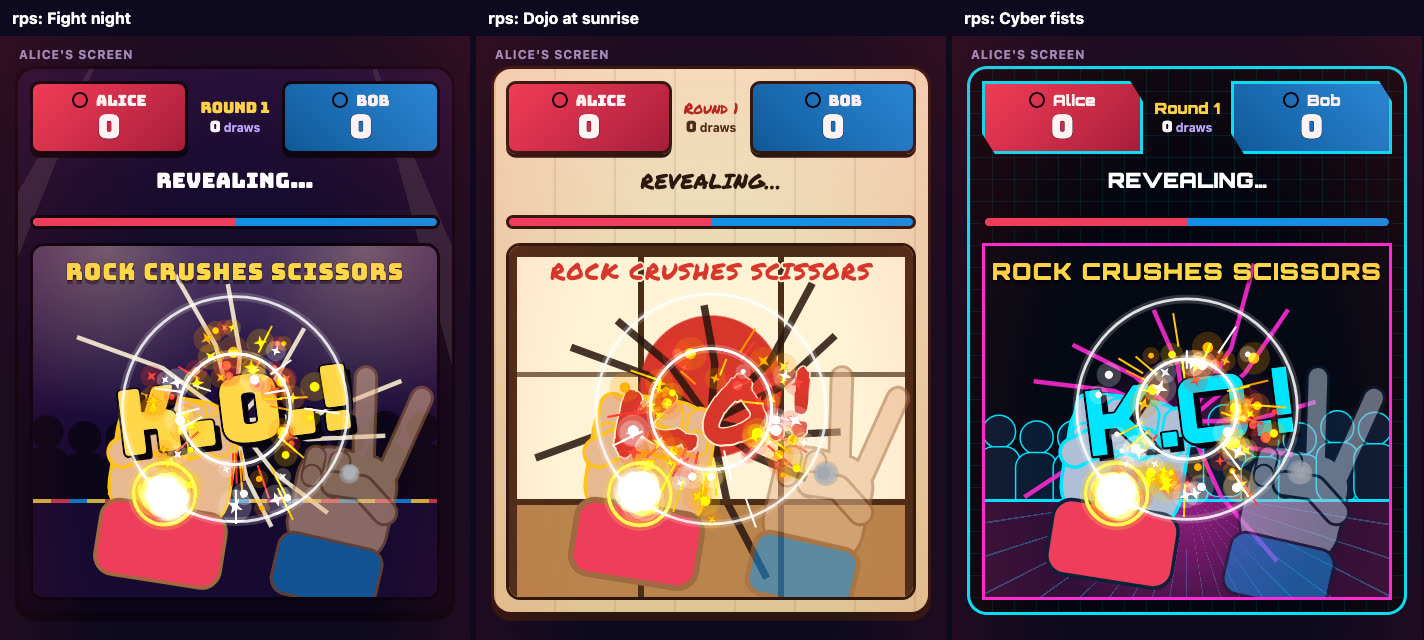 rps: Fight night
ALICE'S SCREEN
ALICE
0
ROUND 1
0 draws
BOB
0
REVEALING...
ROCK CRUSHES SCISSORS
K.O.!
rps: Dojo at sunrise
ALICE'S SCREEN
ALICE
0
ROUND 1
0 draws
BOB
0
REVEALING...
ROCK CRUSHES SCISSORS
rps: Cyber fists
ALICE'S SCREEN
Alice
0
Round 1
0 draws
Bob
0
REVEALING...
ROCK CRUSHES SCISSORS
K.O.!